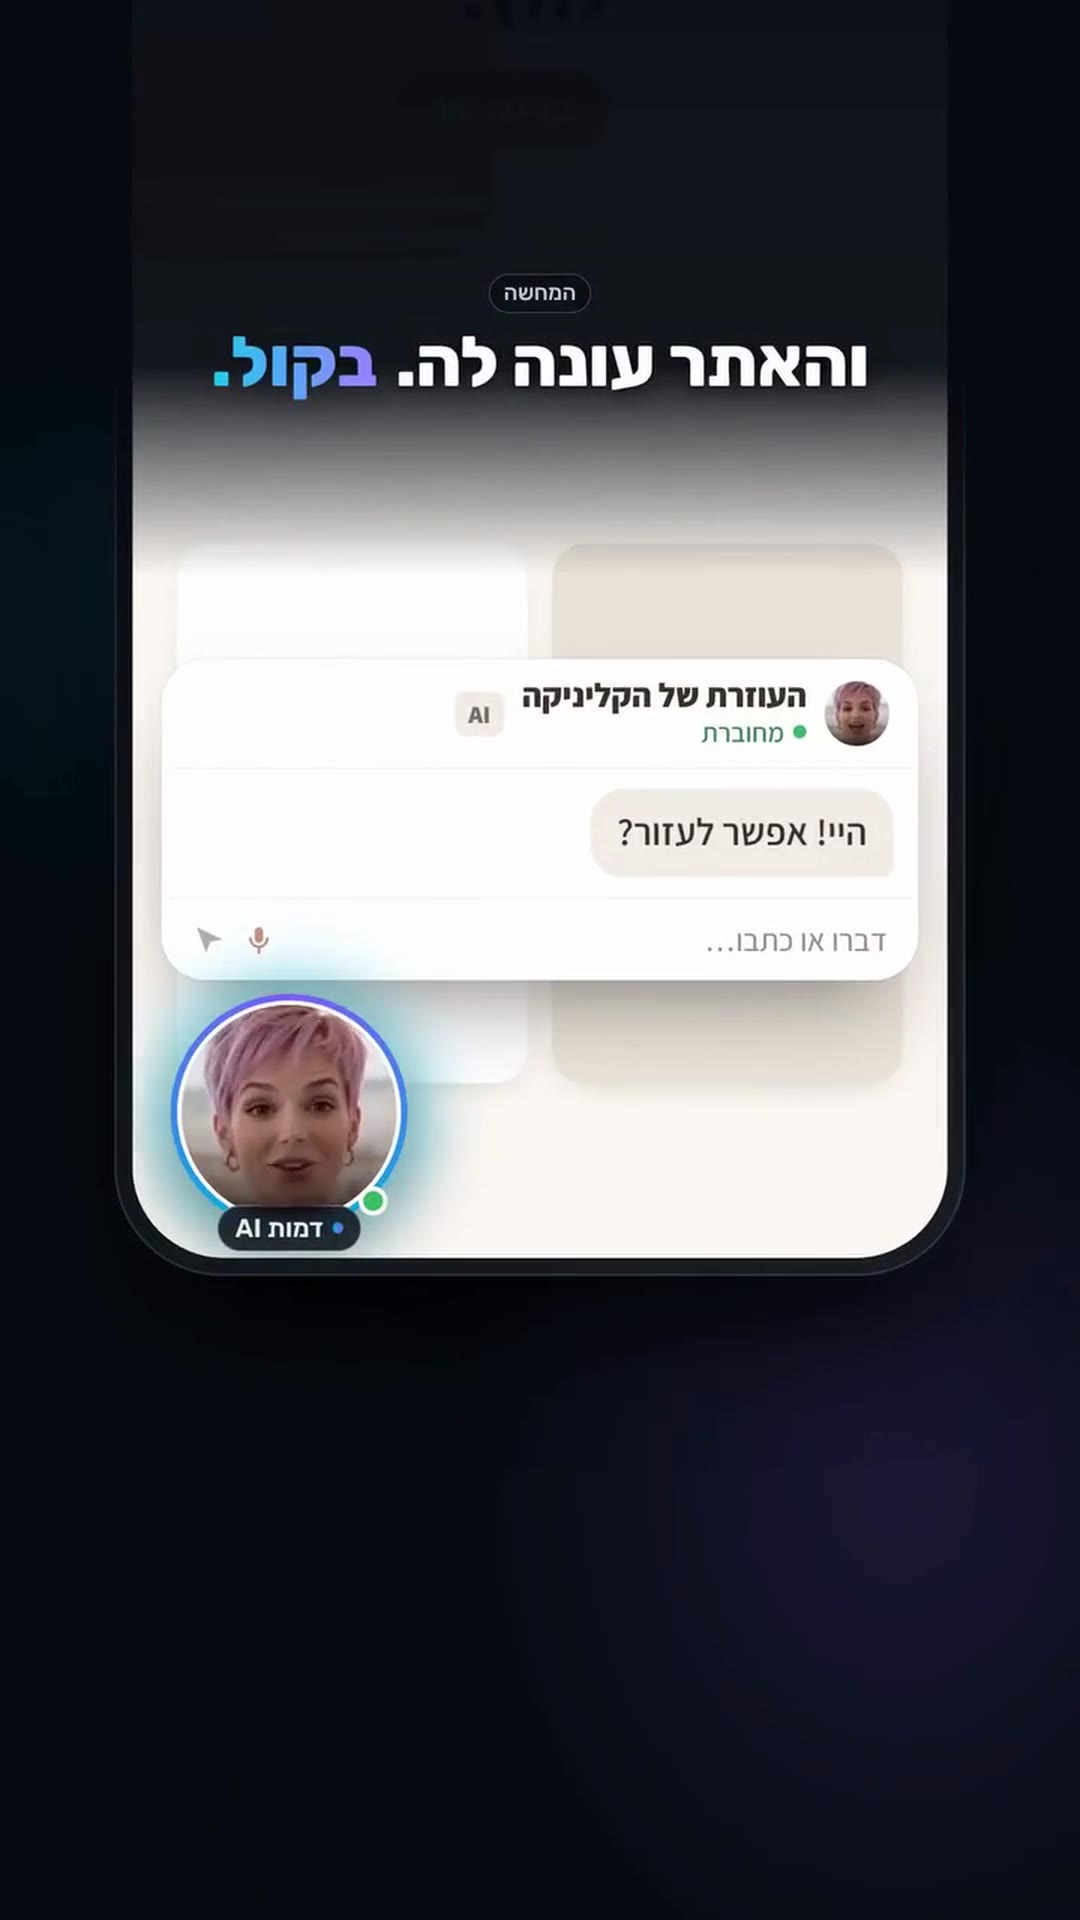 המחשה
והאתר עונה לה. בקול.
העוזרת של הקליניקה AI
מחוברת
היי! אפשר לעזור?
דברו או כתבו...
דמות AI